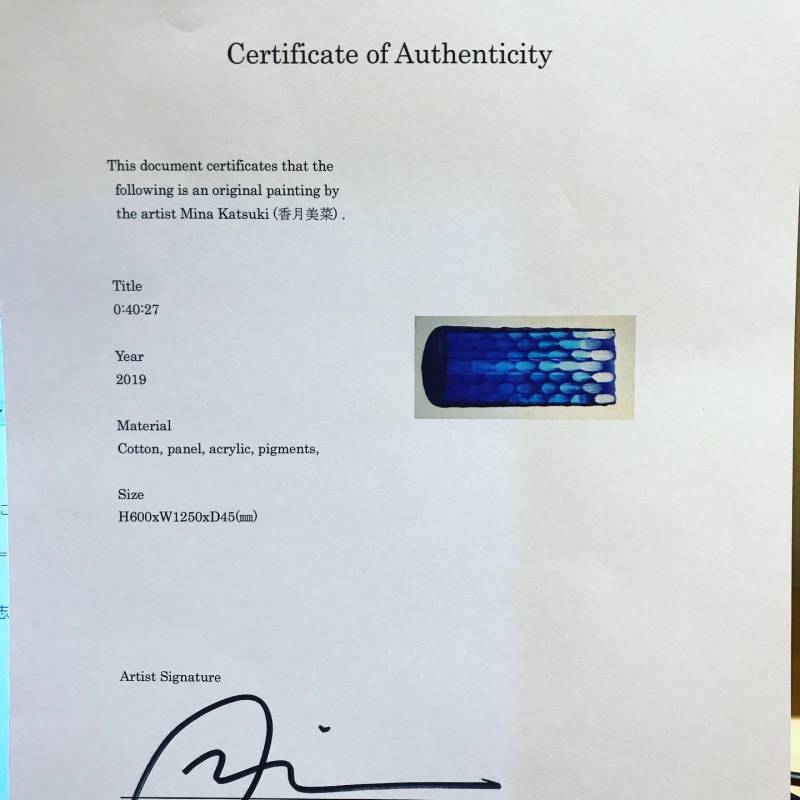 Certificate of Authenticity
This document certificates that the
following is an original painting by
the artist Mina Katsuki (香月美菜) .
Title
0:40:27
Year
2019
Material
Cotton, panel, acrylic, pigments,
Size
H600xW1250xD45(㎜)
Artist Signature
志